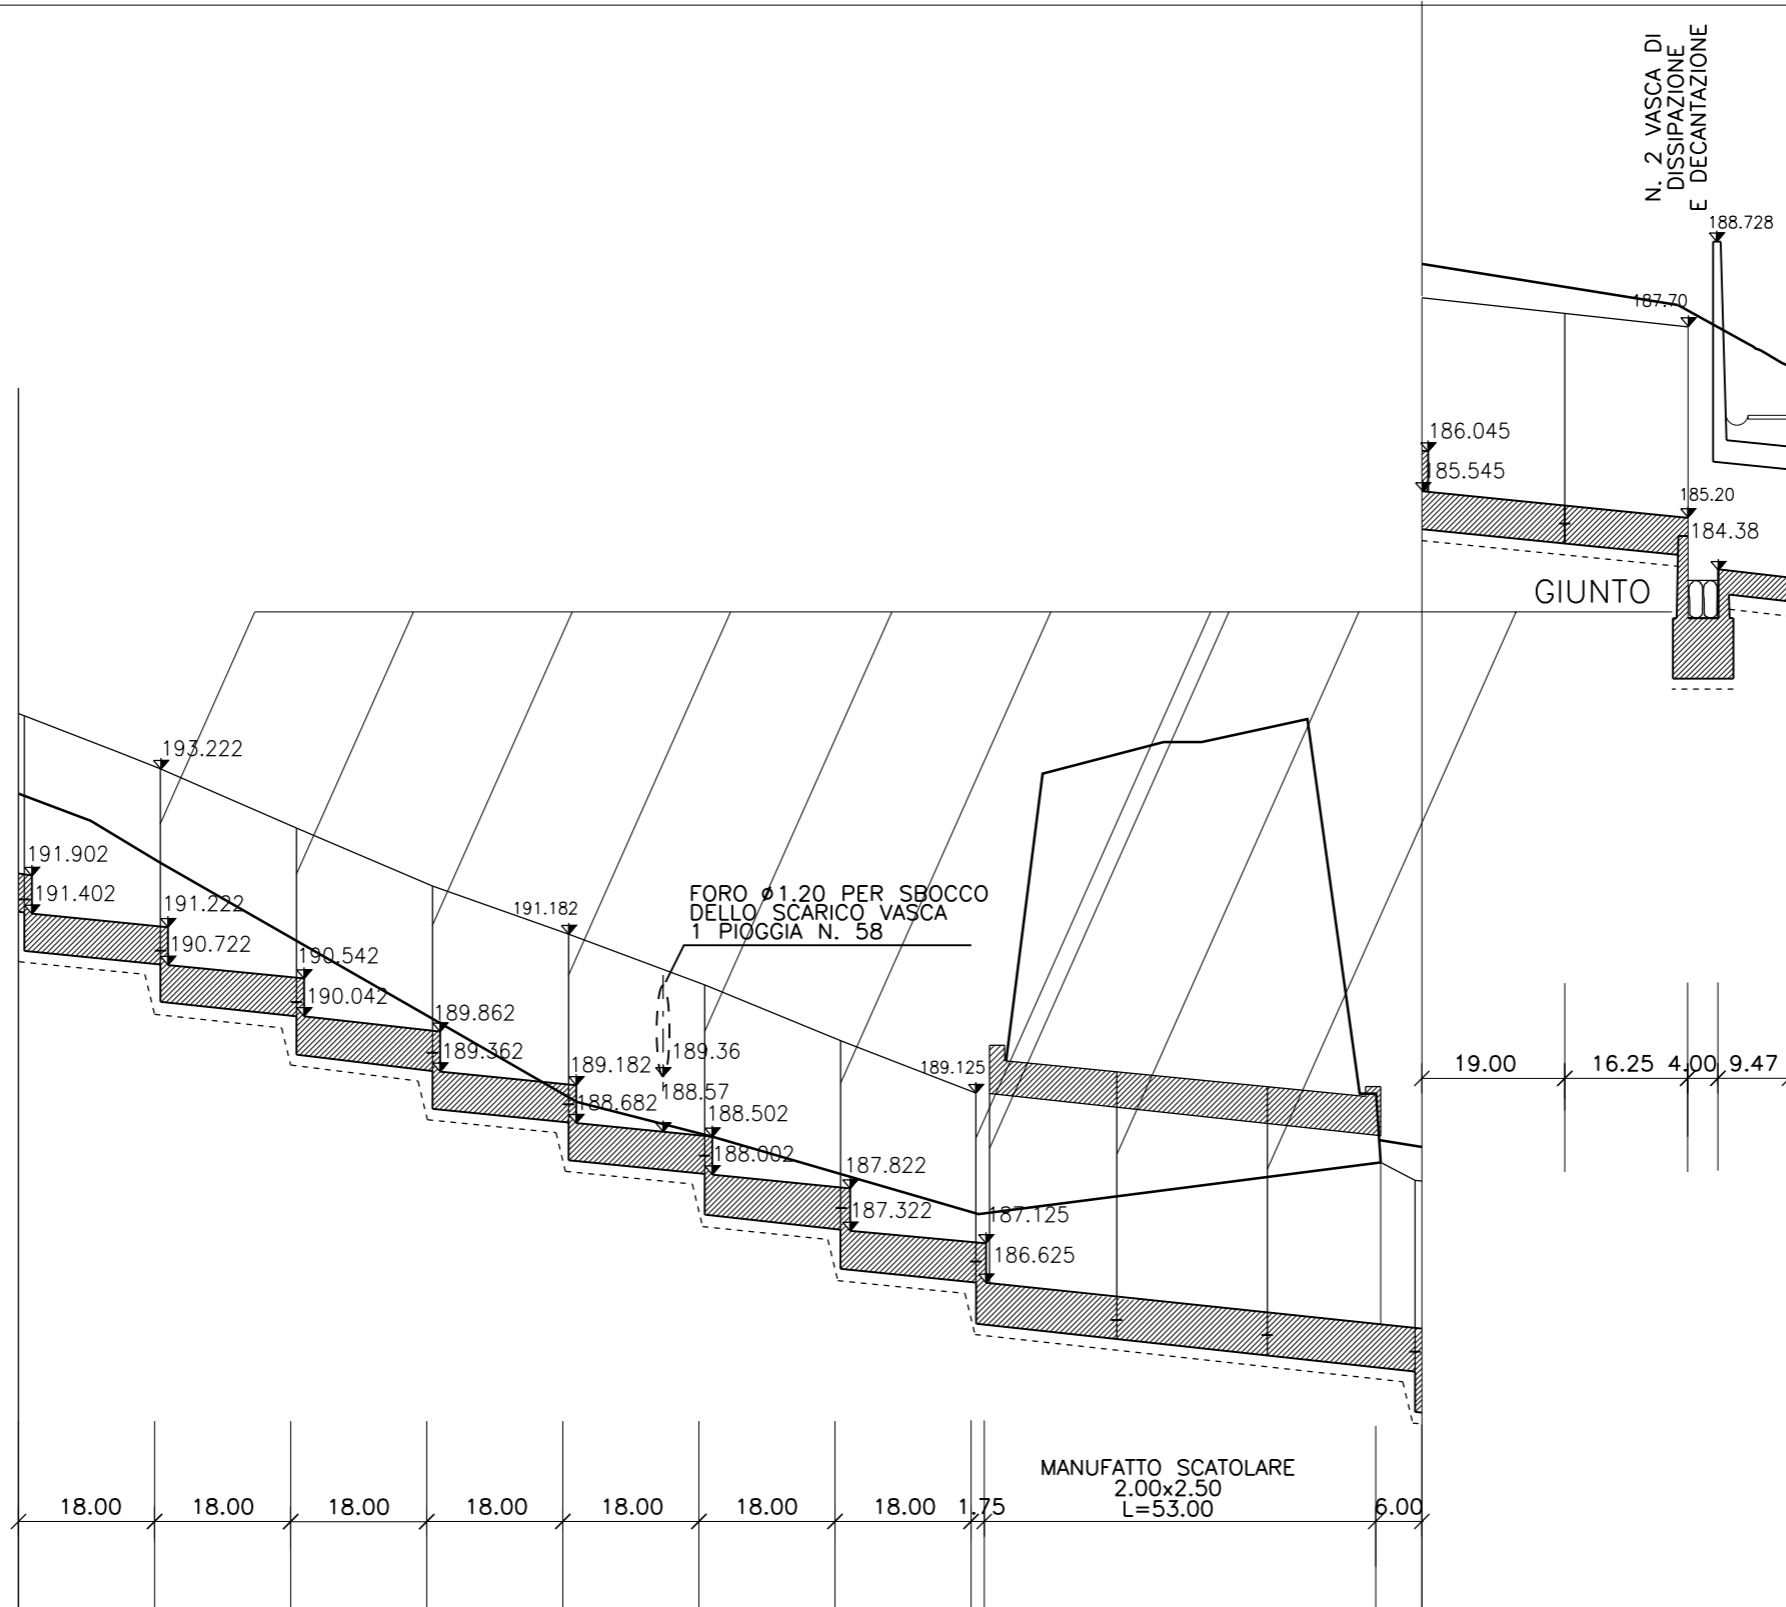 N. 2 VASCA DI
DISSIPAZIONE
E DECANTAZIONE
188.728
187.70
186.045
185.545
185.20
184.38
GIUNTO
193.222
191.902
191.402
191.222
190.722
191.182
190.542
190.042
FORO ø1.20 PER SBOCCO
DELLO SCARICO VASCA
1 PIOGGIA N. 58
189.862
189.362
189.182
188.682
189.36
188.57
188.502
188.002
189.125
187.822
187.322
187.125
186.625
19.00 16.25 4.00 9.47
MANUFATTO SCATOLARE
2.00x2.50
L=53.00
18.00 18.00 18.00 18.00 18.00 18.00 18.00 1.75 6.00